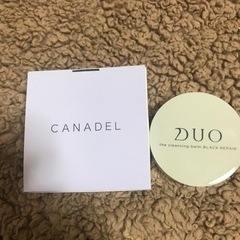 CANADEL
DUO
the cleansing balm BLACK REPAIR